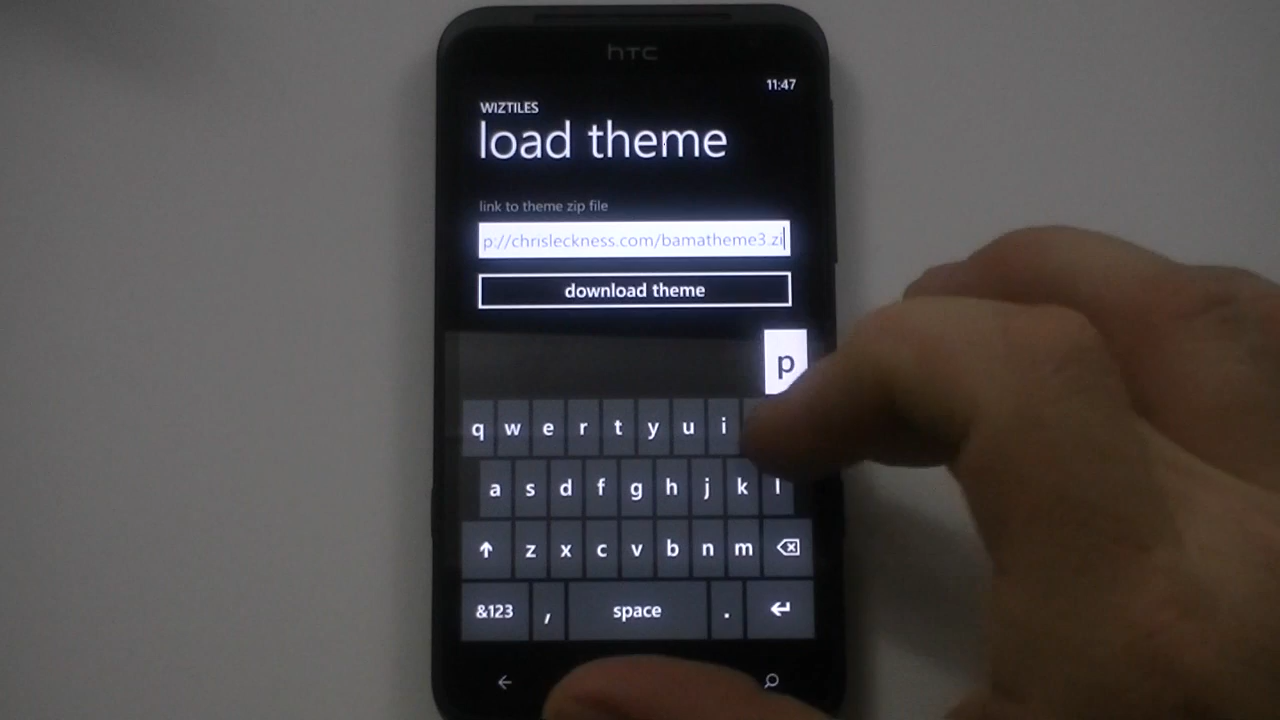 hTC
11:47
WIZTILES
load theme
link to theme zip file
p://chrisleckness.com/bamatheme3.zi
download theme
p
q w e r t y u i
a s d f g h j k l
z x c v b n m
&123 , space .